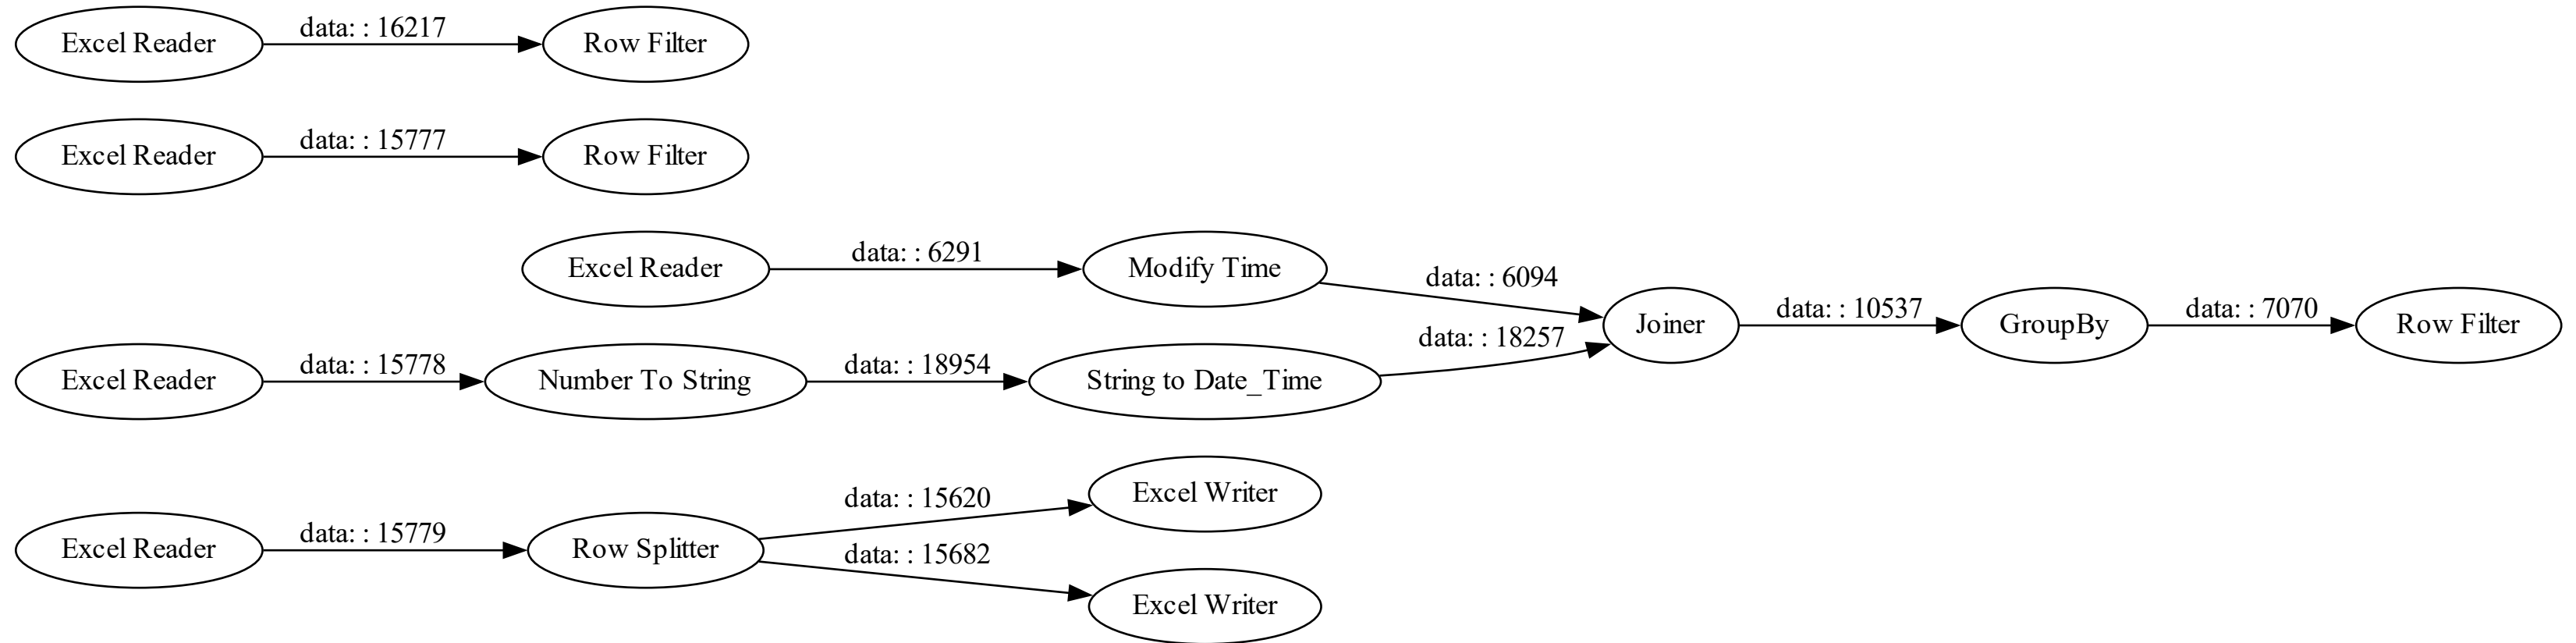 Excel Reader data: : 16217 Row Filter
Excel Reader data: : 15777 Row Filter
Excel Reader data: : 6291 Modify Time data: : 6094
Joiner data: : 10537 GroupBy data: : 7070 Row Filter
Excel Reader data: : 15778 Number To String data: : 18954 String to Date_Time data: : 18257
Excel Reader data: : 15779 Row Splitter
data: : 15620 Excel Writer
data: : 15682 Excel Writer